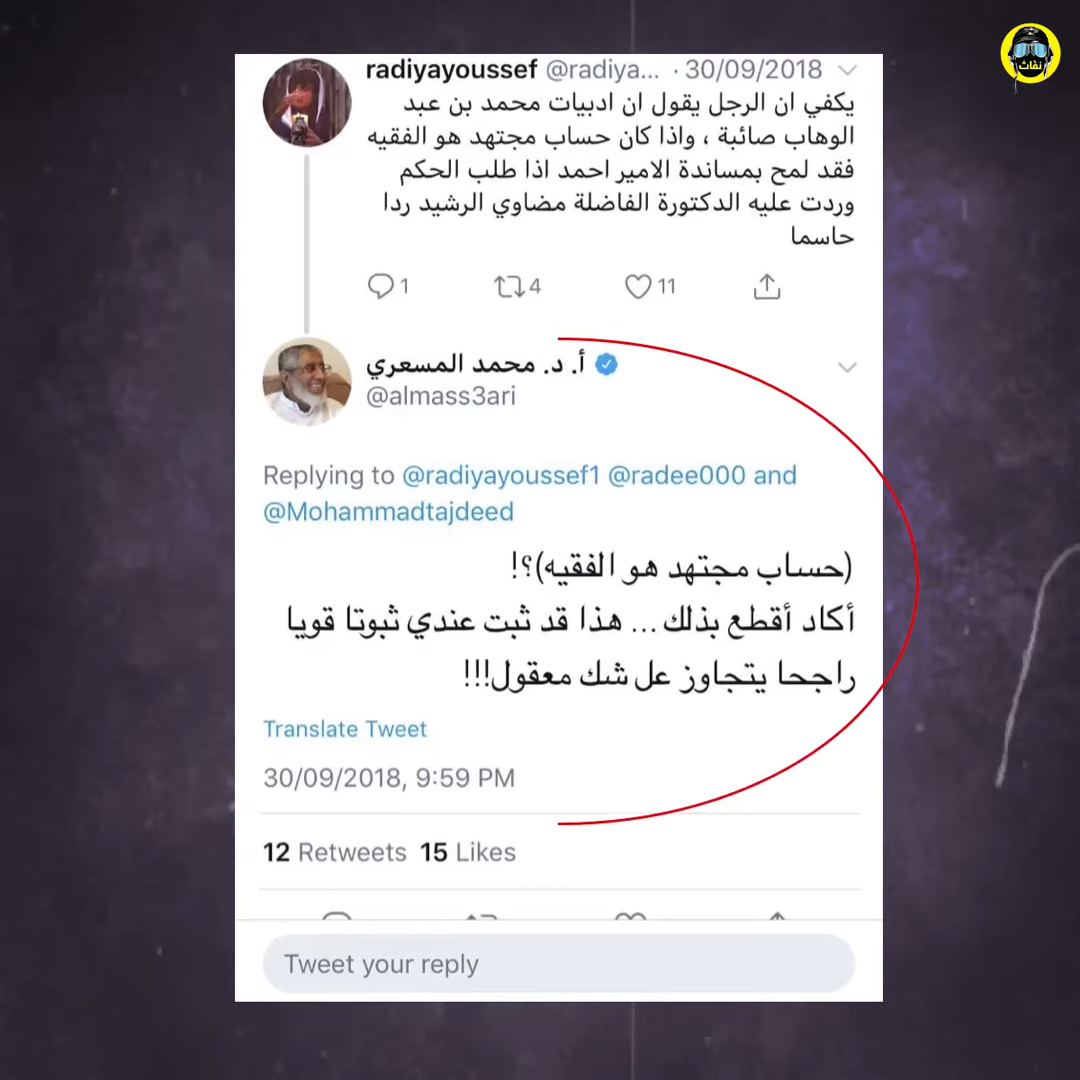 نفاث
radiyayoussef @radiya... · 30/09/2018
يكفي ان الرجل يقول ان ادبيات محمد بن عبد
الوهاب صائبة ، واذا كان حساب مجتهد هو الفقيه
فقد لمح بمساندة الامير احمد اذا طلب الحكم
وردت عليه الدكتورة الفاضلة مضاوي الرشيد ردا
حاسما
1 4 11
أ. د. محمد المسعري
@almass3ari
Replying to @radiyayoussef1 @radee000 and
@Mohammadtajdeed
(حساب مجتهد هو الفقيه)؟!
أكاد أقطع بذلك... هذا قد ثبت عندي ثبوتا قويا
راجحا يتجاوز عل شك معقول!!!
Translate Tweet
30/09/2018, 9:59 PM
12 Retweets 15 Likes
Tweet your reply